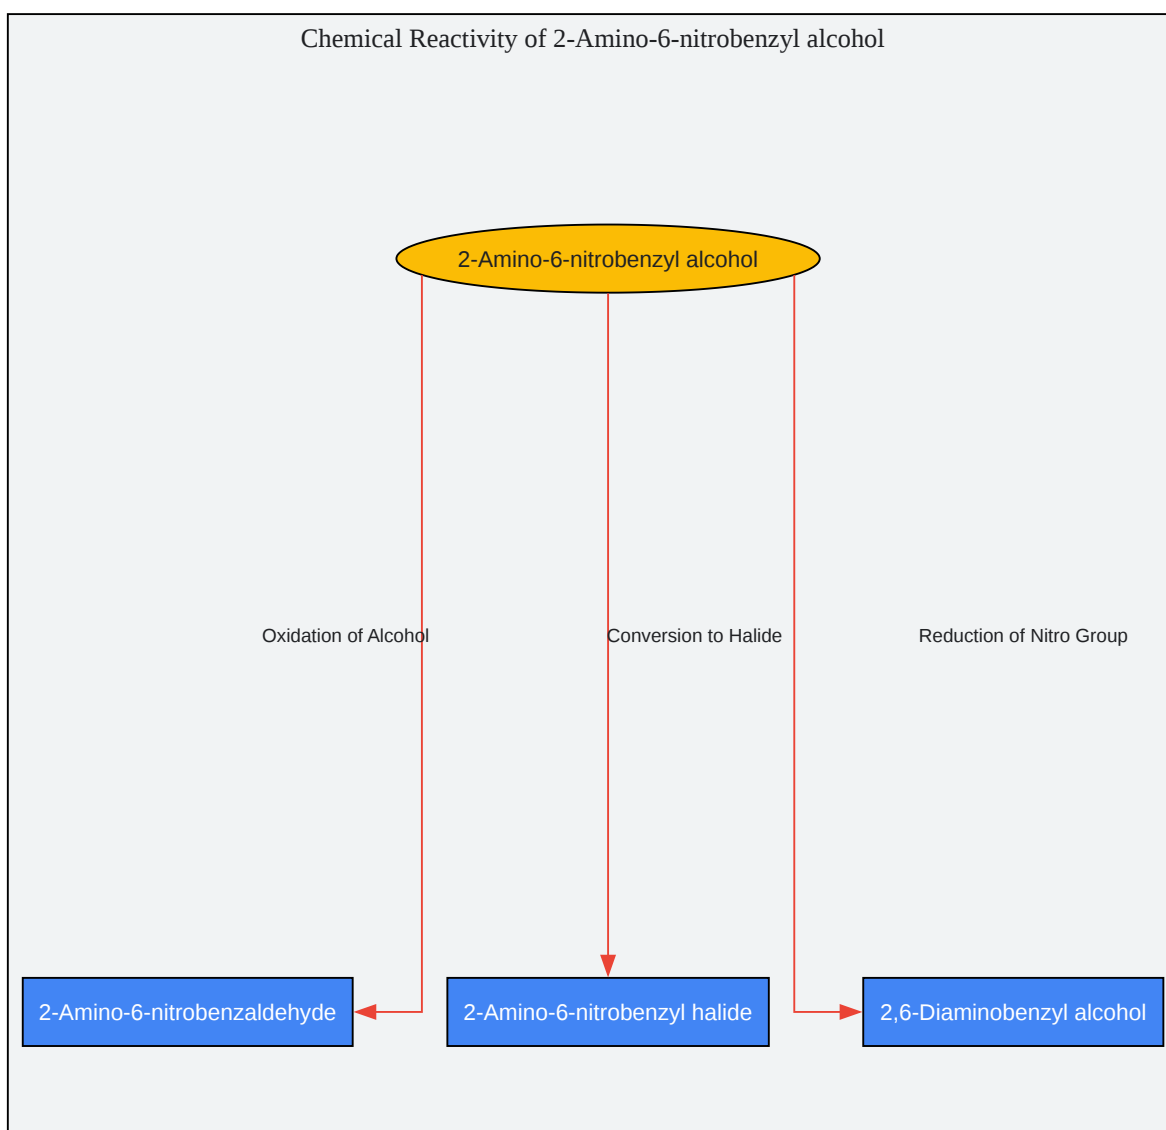 Chemical Reactivity of 2-Amino-6-nitrobenzyl alcohol
2-Amino-6-nitrobenzyl alcohol
Oxidation of Alcohol
Conversion to Halide
Reduction of Nitro Group
2-Amino-6-nitrobenzaldehyde
2-Amino-6-nitrobenzyl halide
2,6-Diaminobenzyl alcohol